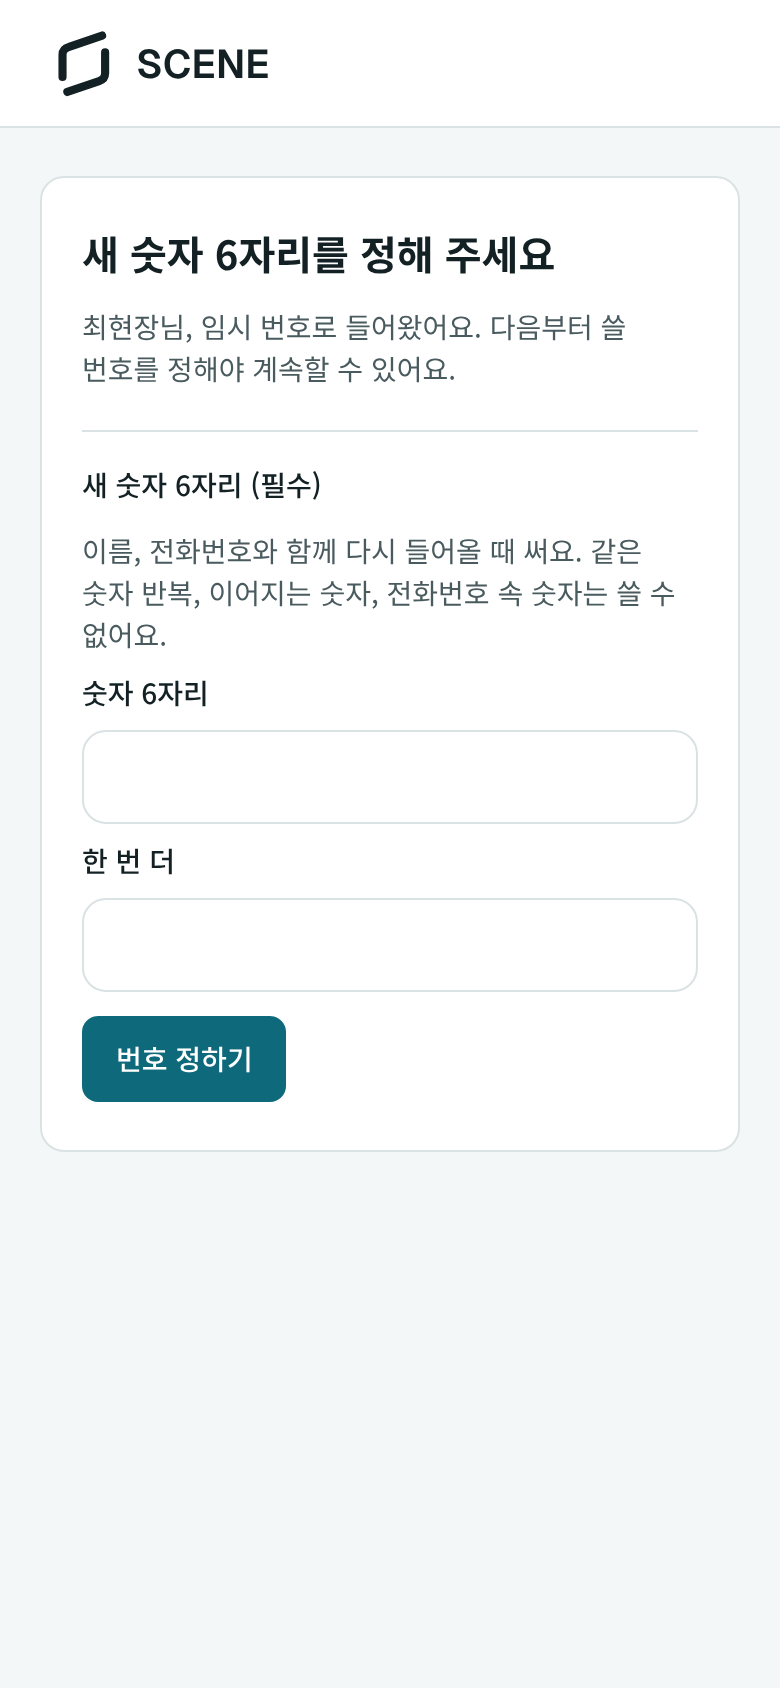 SCENE
새 숫자 6자리를 정해 주세요
최현장님, 임시 번호로 들어왔어요. 다음부터 쓸
번호를 정해야 계속할 수 있어요.
새 숫자 6자리 (필수)
이름, 전화번호와 함께 다시 들어올 때 써요. 같은
숫자 반복, 이어지는 숫자, 전화번호 속 숫자는 쓸 수
없어요.
숫자 6자리
한 번 더
번호 정하기